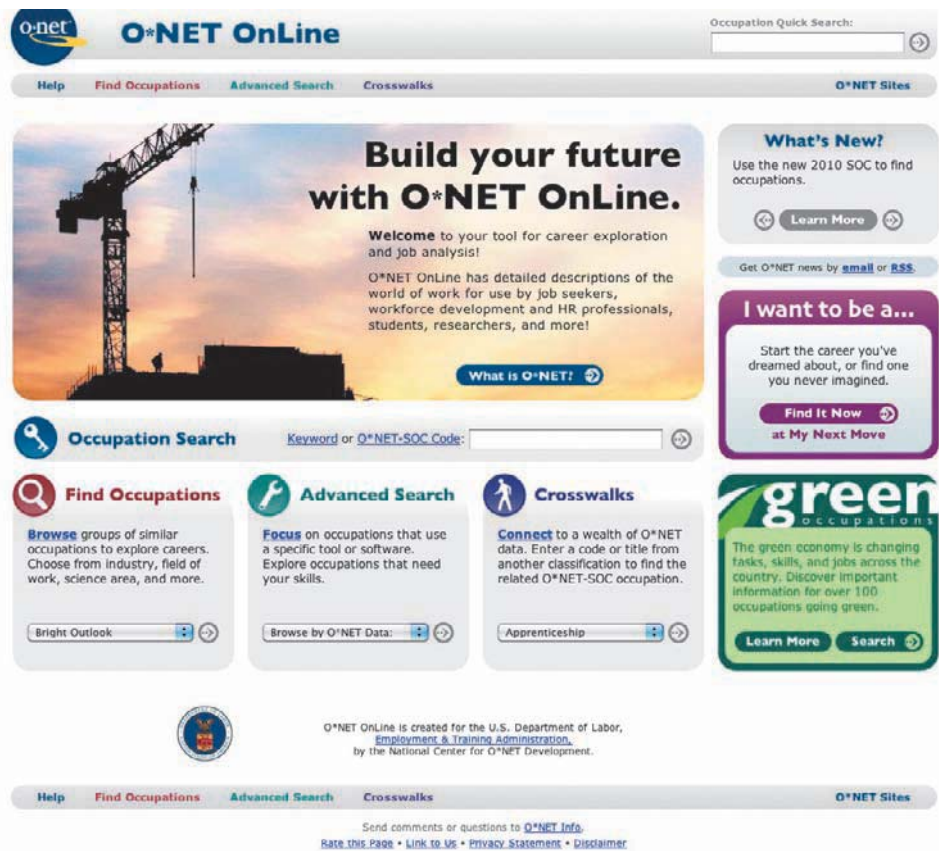 o·net
O*NET OnLine
Occupation Quick Search:
Help Find Occupations Advanced Search Crosswalks O*NET Sites
Build your future
with O*NET OnLine.
Welcome to your tool for career exploration
and job analysis!
O*NET OnLine has detailed descriptions of the
world of work for use by job seekers,
workforce development and HR professionals,
students, researchers, and more!
What is O*NET?
What's New?
Use the new 2010 SOC to find
occupations.
Learn More
Get O*NET news by email or RSS.
I want to be a...
Start the career you've
dreamed about, or find one
you never imagined.
Find It Now
at My Next Move
Occupation Search Keyword or O*NET-SOC Code:
Find Occupations
Browse groups of similar
occupations to explore careers.
Choose from industry, field of
work, science area, and more.
Bright Outlook
Advanced Search
Focus on occupations that use
a specific tool or software.
Explore occupations that need
your skills.
Browse by O*NET Data:
Crosswalks
Connect to a wealth of O*NET
data. Enter a code or title from
another classification to find the
related O*NET-SOC occupation.
Apprenticeship
green
occupations
The green economy is changing
tasks, skills, and jobs across the
country. Discover important
information for over 100
occupations going green.
Learn More Search
O*NET OnLine is created for the U.S. Department of Labor,
Employment & Training Administration,
by the National Center for O*NET Development.
Help Find Occupations Advanced Search Crosswalks O*NET Sites
Send comments or questions to O*NET Info.
Rate this Page • Link to Us • Privacy Statement • Disclaimer